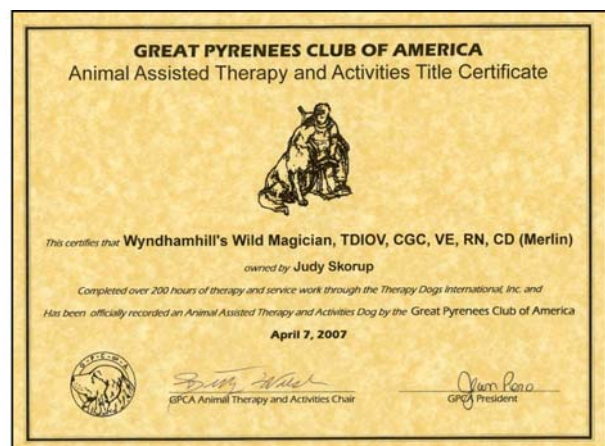 GREAT PYRENEES CLUB OF AMERICA
Animal Assisted Therapy and Activities Title Certificate
This certifies that Wyndhamhill's Wild Magician, TDIOV, CGC, VE, RN, CD (Merlin)
owned by Judy Skorup
Completed over 200 hours of therapy and service work through the Therapy Dogs International, Inc. and
Has been officially recorded an Animal Assisted Therapy and Activities Dog by the Great Pyrenees Club of America
April 7, 2007
GPCA Animal Therapy and Activities Chair
GPCA President